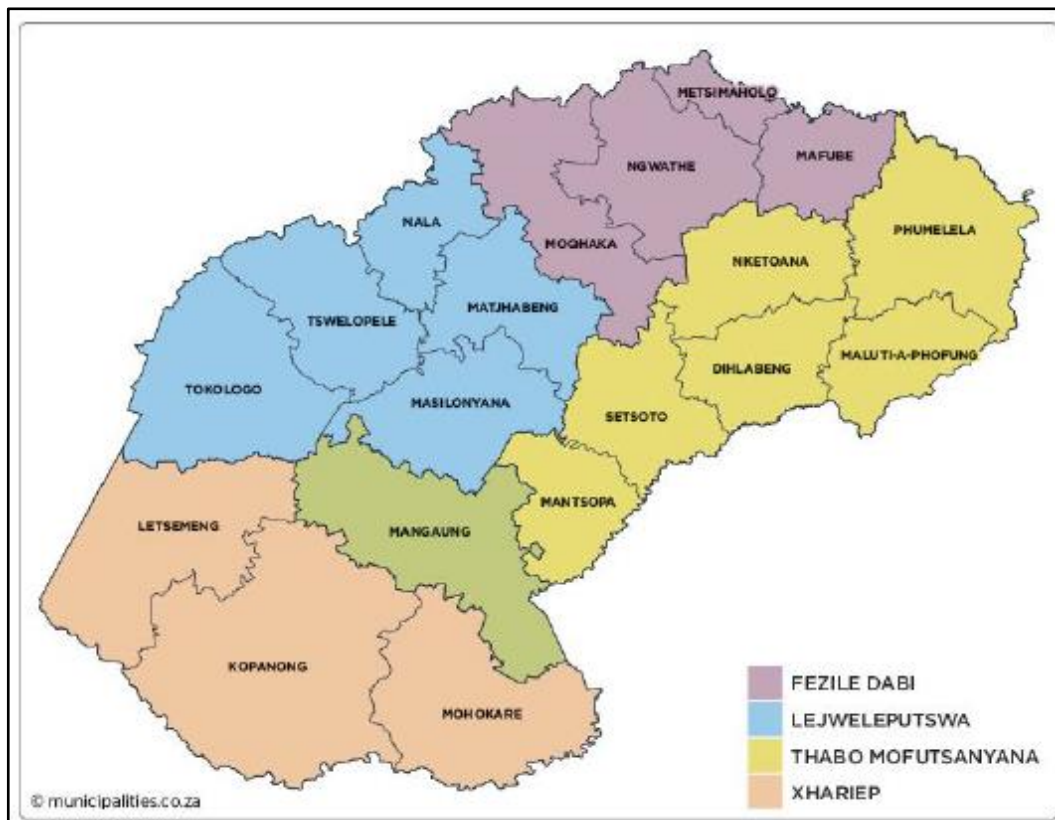 METSIMAHOLO
NGWATHE
MAFUBE
NALA
MOQHAKA
PHUMELELA
NKETOANA
MATJHABENG
TSWELOPELE
MALUTI-A-PHOFUNG
DIHLABENG
TOKOLOGO
MASILONYANA
SETSOTO
MANTSOPA
LETSEMENG
MANGAUNG
KOPANONG
MOHOKARE
FEZILE DABI
LEJWELEPUTSWA
THABO MOFUTSANYANA
XHARIEP
© municipalities.co.za